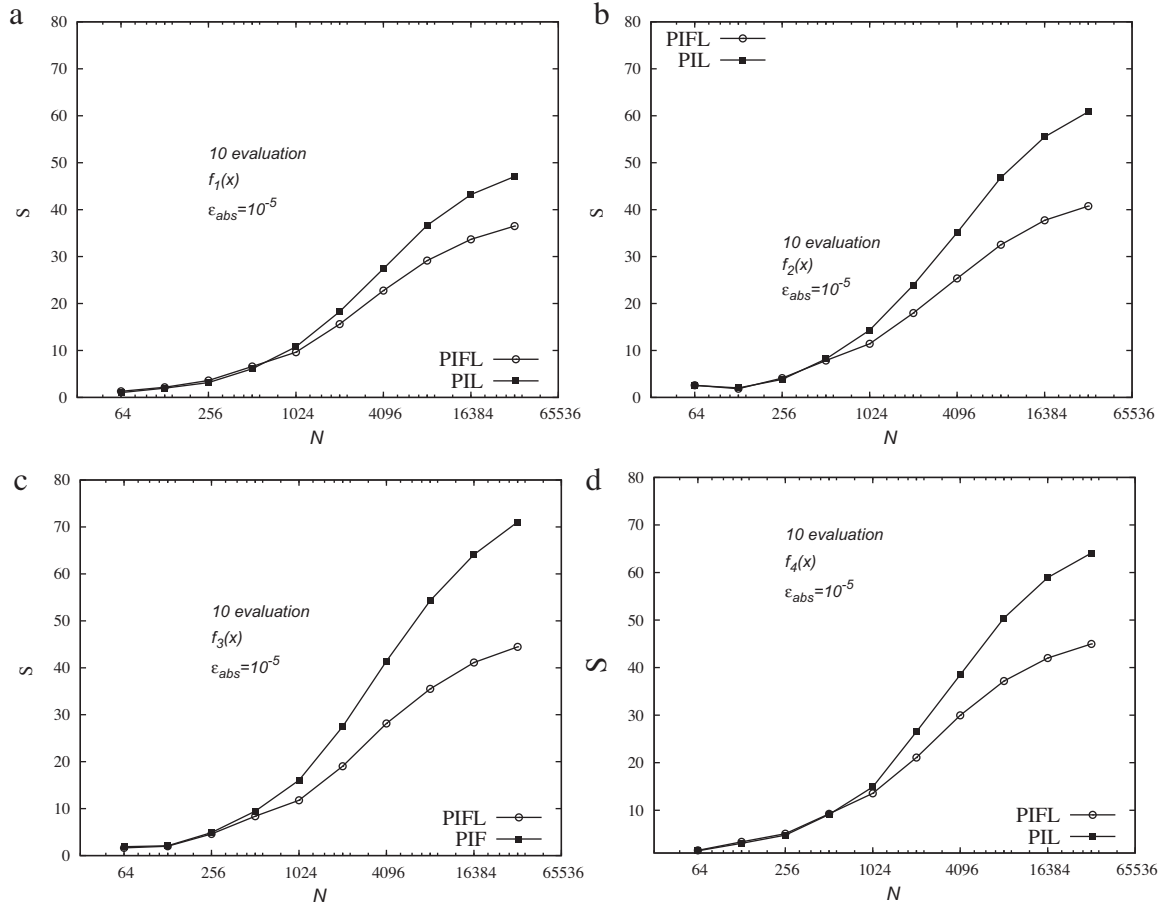 a
80
70
60
50
40
30
20
10
0
S
10 evaluation
f1(x)
εabs=10-5
PIFL
PIL
64 256 1024 4096 16384 65536
N
b
80
70
60
50
40
30
20
10
0
S
PIFL
PIL
10 evaluation
f2(x)
εabs=10-5
64 256 1024 4096 16384 65536
N
c
80
70
60
50
40
30
20
10
0
S
10 evaluation
f3(x)
εabs=10-5
PIFL
PIF
64 256 1024 4096 16384 65536
N
d
80
70
60
50
40
30
20
10
S
10 evaluation
f4(x)
εabs=10-5
PIFL
PIL
64 256 1024 4096 16384 65536
N